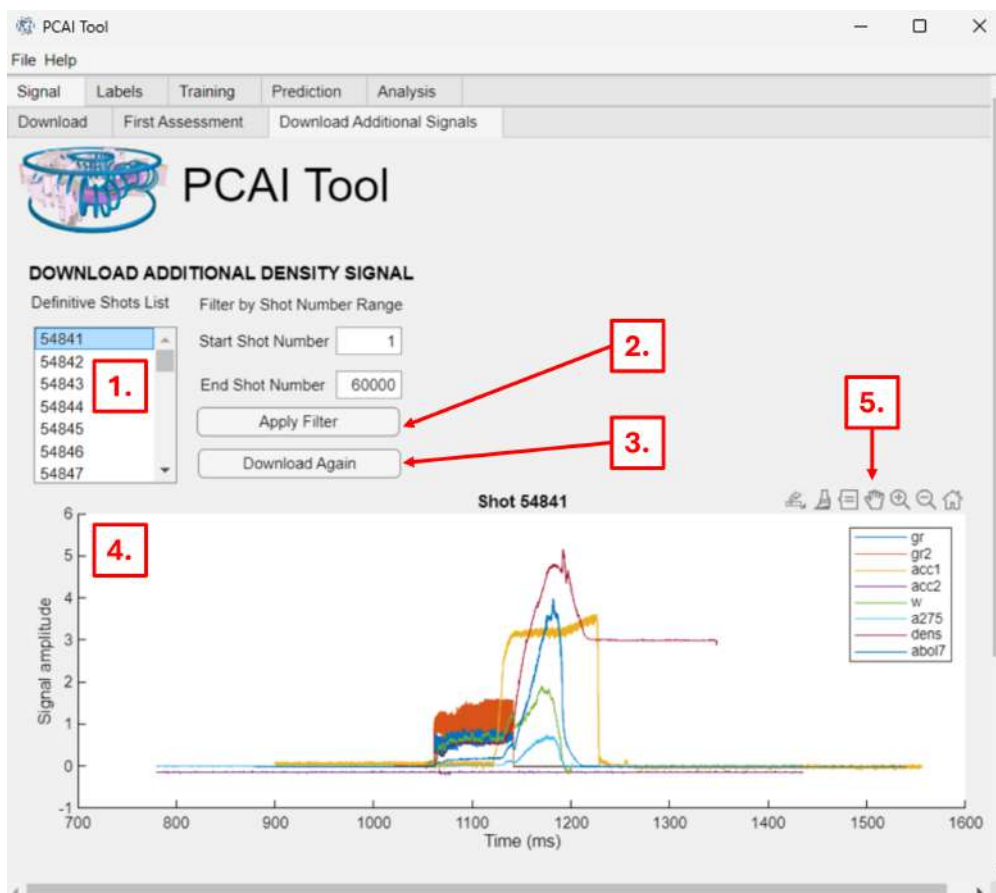 PCAI Tool
File Help
Signal Labels Training Prediction Analysis
Download First Assessment Download Additional Signals
PCAI Tool
DOWNLOAD ADDITIONAL DENSITY SIGNAL
Definitive Shots List Filter by Shot Number Range
54841
54842
54843
54844
54845
54846
54847
1.
Start Shot Number 1
End Shot Number 60000
Apply Filter
Download Again
2.
3.
5.
Shot 54841
4.
Signal amplitude
6
5
4
3
2
1
0
-1
700 800 900 1000 1100 1200 1300 1400 1500 1600
Time (ms)
gr
gr2
acc1
acc2
w
a275
dens
abol7